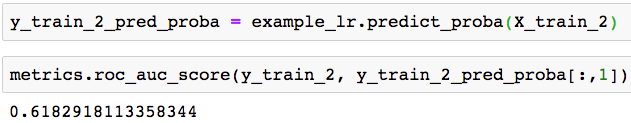 y_train_2_pred_proba = example_lr.predict_proba(X_train_2)
metrics.roc_auc_score(y_train_2, y_train_2_pred_proba[:,1])
0.6182918113358344